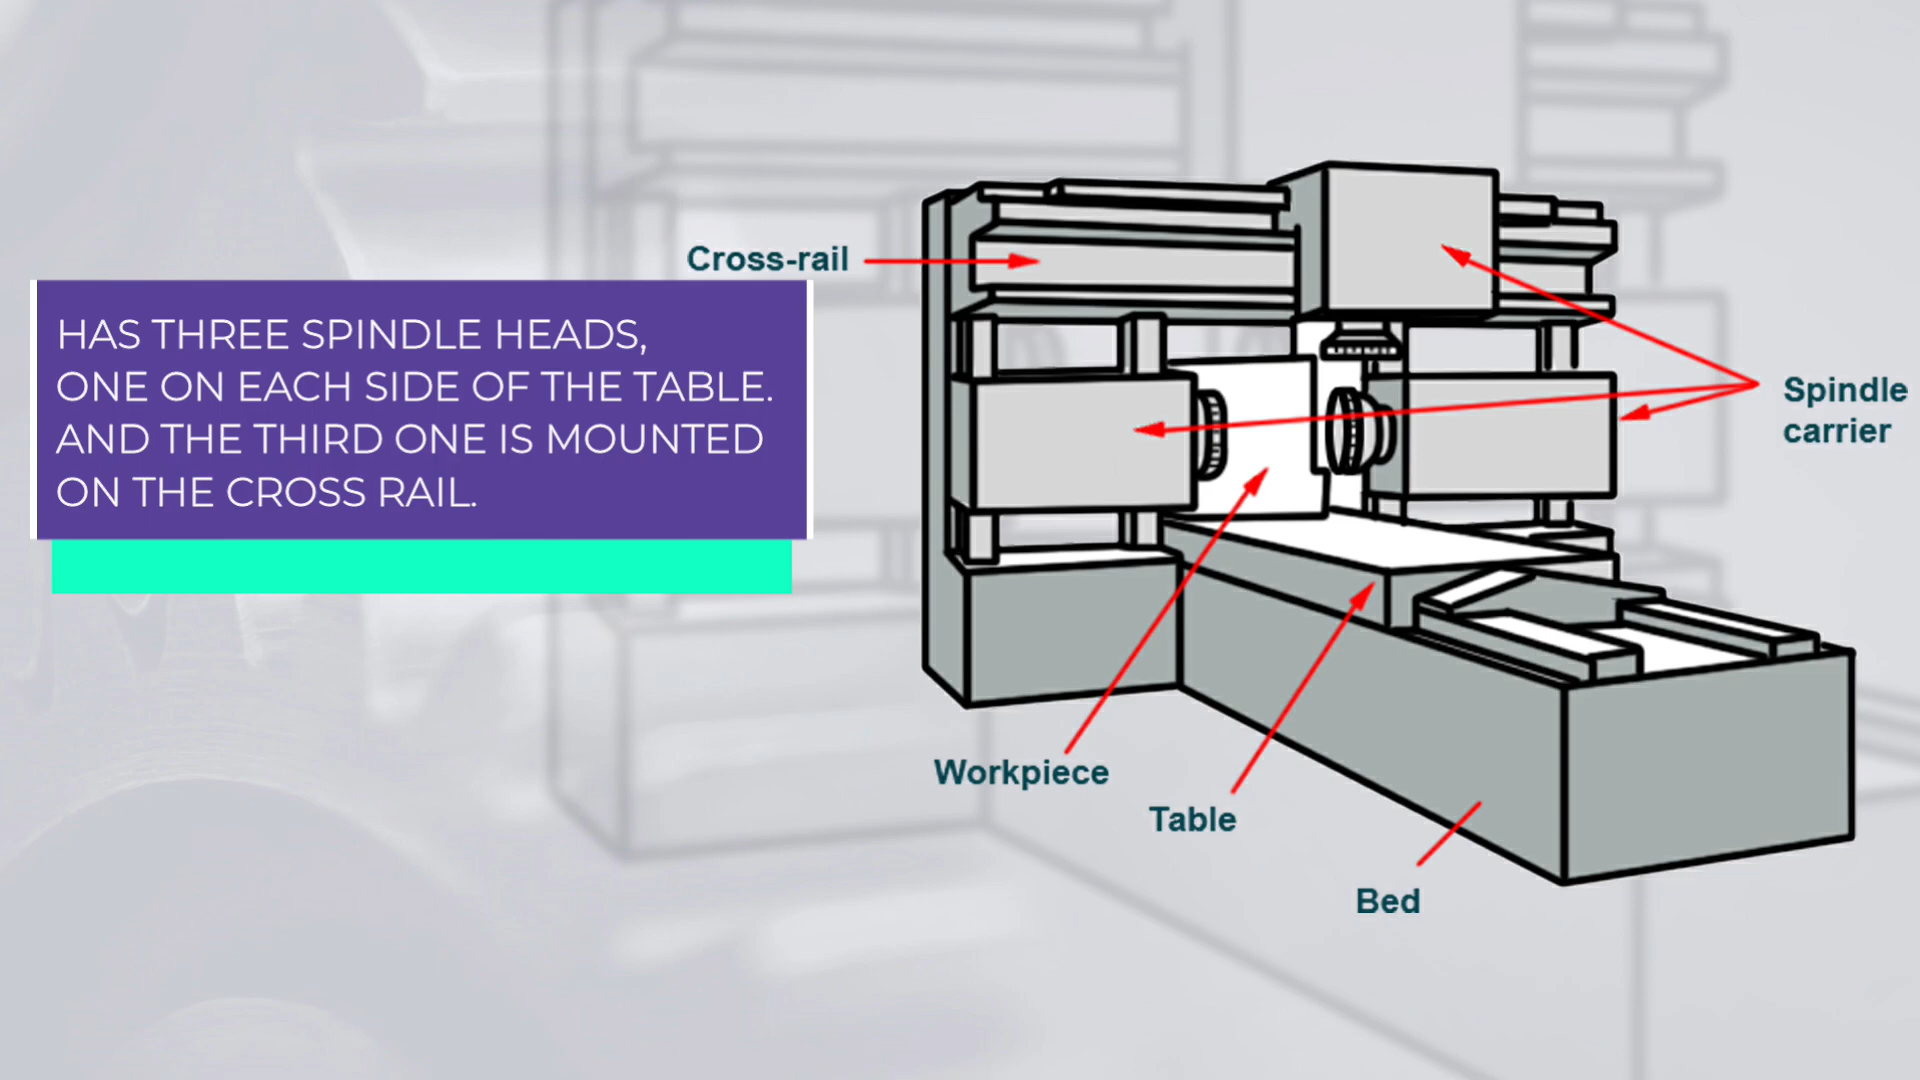 Cross-rail
HAS THREE SPINDLE HEADS,
ONE ON EACH SIDE OF THE TABLE.
AND THE THIRD ONE IS MOUNTED
ON THE CROSS RAIL.
Spindle
carrier
Workpiece
Table
Bed